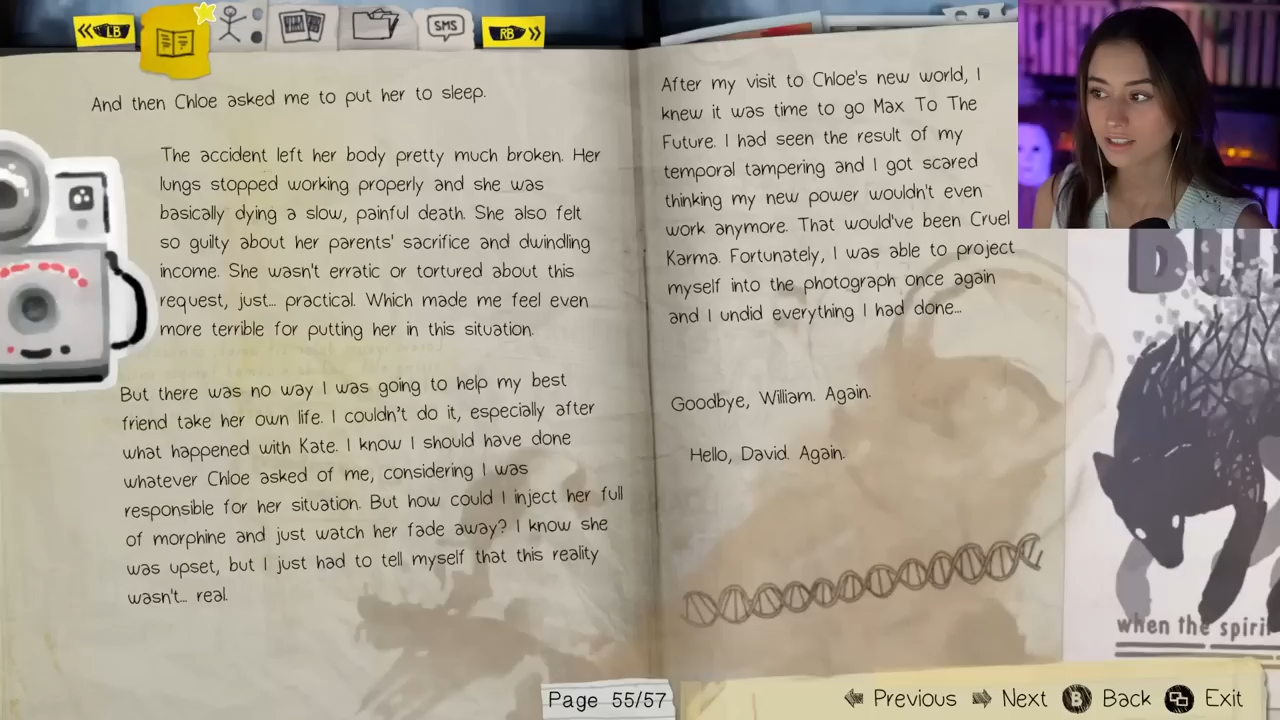 LB
SMS
RB
And then Chloe asked me to put her to sleep.
The accident left her body pretty much broken. Her
lungs stopped working properly and she was
basically dying a slow, painful death. She also felt
so guilty about her parents' sacrifice and dwindling
income. She wasn't erratic or tortured about this
request, just... practical. Which made me feel even
more terrible for putting her in this situation.
But there was no way I was going to help my best
friend take her own life. I couldn't do it, especially after
what happened with Kate. I know I should have done
whatever Chloe asked of me, considering I was
responsible for her situation. But how could I inject her full
of morphine and just watch her fade away? I know she
was upset, but I just had to tell myself that this reality
wasn't... real.
After my visit to Chloe's new world, I
knew it was time to go Max To The
Future. I had seen the result of my
temporal tampering and I got scared
thinking my new power wouldn't even
work anymore. That would've been Cruel
Karma. Fortunately, I was able to project
myself into the photograph once again
and I undid everything I had done...
Goodbye, William. Again.
Hello, David. Again.
when the spiri
Page 55/57
Previous Next B Back Exit